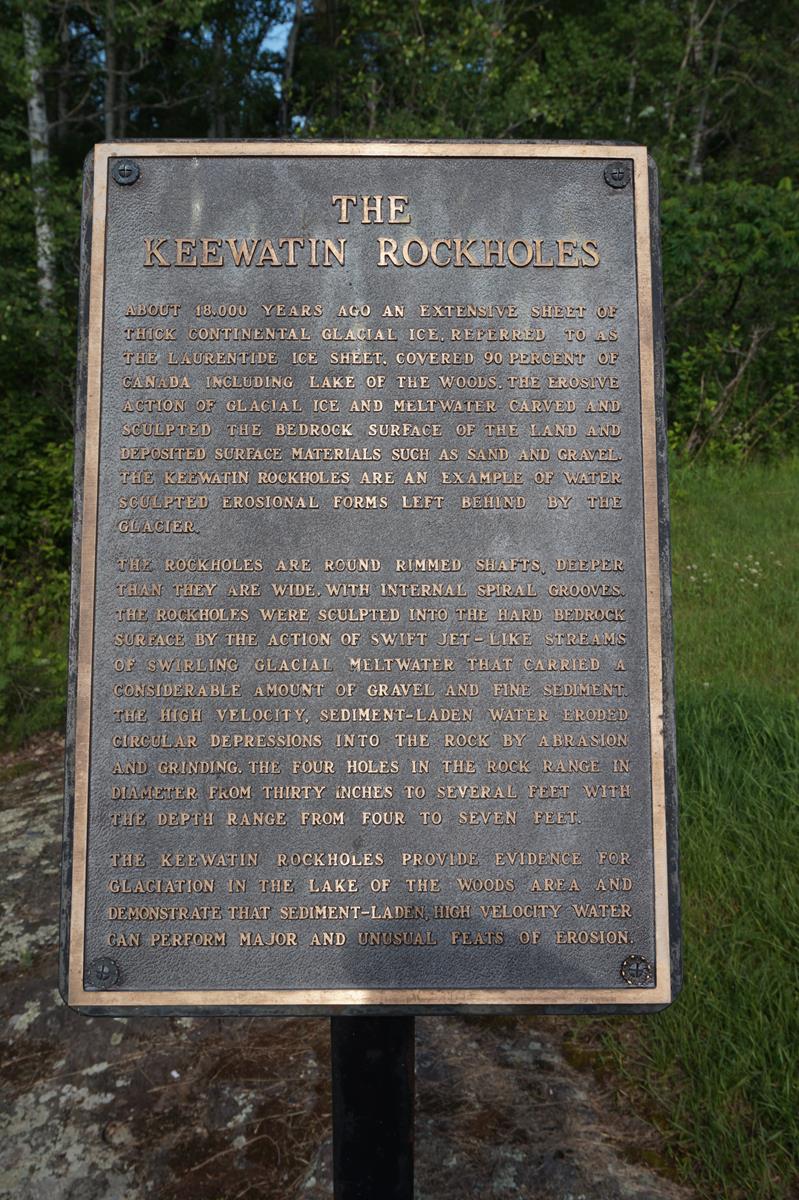 THE
KEEWATIN ROCKHOLES
ABOUT 18,000 YEARS AGO AN EXTENSIVE SHEET OF
THICK CONTINENTAL GLACIAL ICE, REFERRED TO AS
THE LAURENTIDE ICE SHEET, COVERED 90 PERCENT OF
CANADA INCLUDING LAKE OF THE WOODS. THE EROSIVE
ACTION OF GLACIAL ICE AND MELTWATER CARVED AND
SCULPTED THE BEDROCK SURFACE OF THE LAND AND
DEPOSITED SURFACE MATERIALS SUCH AS SAND AND GRAVEL.
THE KEEWATIN ROCKHOLES ARE AN EXAMPLE OF WATER
SCULPTED EROSIONAL FORMS LEFT BEHIND BY THE
GLACIER.
THE ROCKHOLES ARE ROUND RIMMED SHAFTS, DEEPER
THAN THEY ARE WIDE, WITH INTERNAL SPIRAL GROOVES.
THE ROCKHOLES WERE SCULPTED INTO THE HARD BEDROCK
SURFACE BY THE ACTION OF SWIFT JET-LIKE STREAMS
OF SWIRLING GLACIAL MELTWATER THAT CARRIED A
CONSIDERABLE AMOUNT OF GRAVEL AND FINE SEDIMENT.
THE HIGH VELOCITY, SEDIMENT-LADEN WATER ERODED
CIRCULAR DEPRESSIONS INTO THE ROCK BY ABRASION
AND GRINDING. THE FOUR HOLES IN THE ROCK RANGE IN
DIAMETER FROM THIRTY INCHES TO SEVERAL FEET WITH
THE DEPTH RANGE FROM FOUR TO SEVEN FEET.
THE KEEWATIN ROCKHOLES PROVIDE EVIDENCE FOR
GLACIATION IN THE LAKE OF THE WOODS AREA AND
DEMONSTRATE THAT SEDIMENT-LADEN, HIGH VELOCITY WATER
CAN PERFORM MAJOR AND UNUSUAL FEATS OF EROSION.